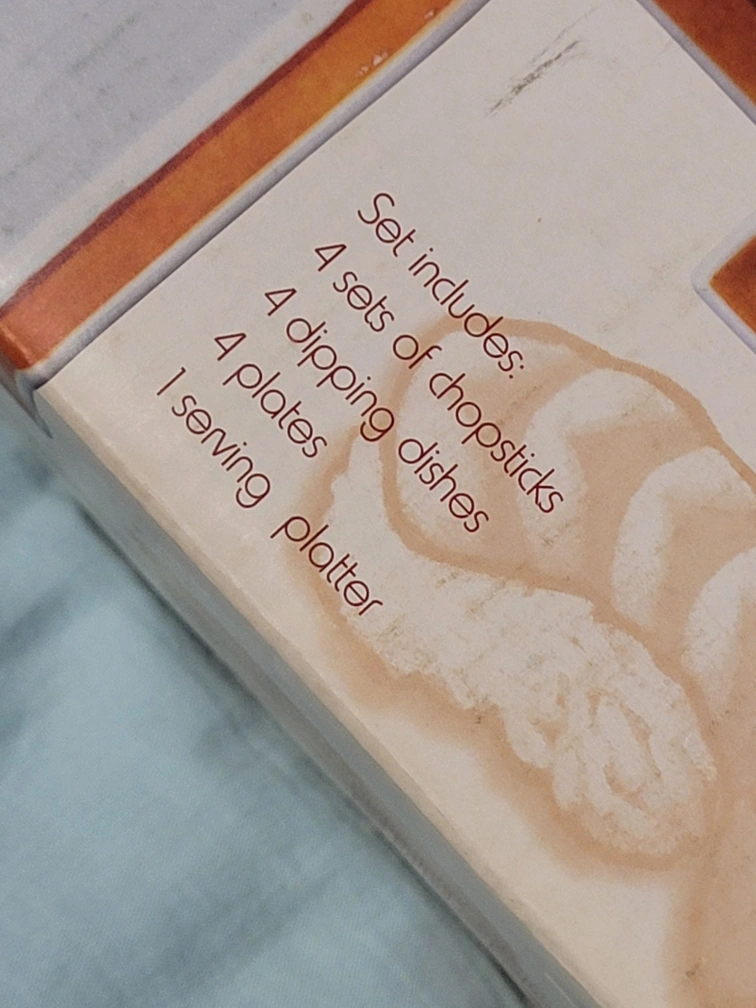 Set includes:
4 sets of chopsticks
4 dipping dishes
4 plates
1 serving platter